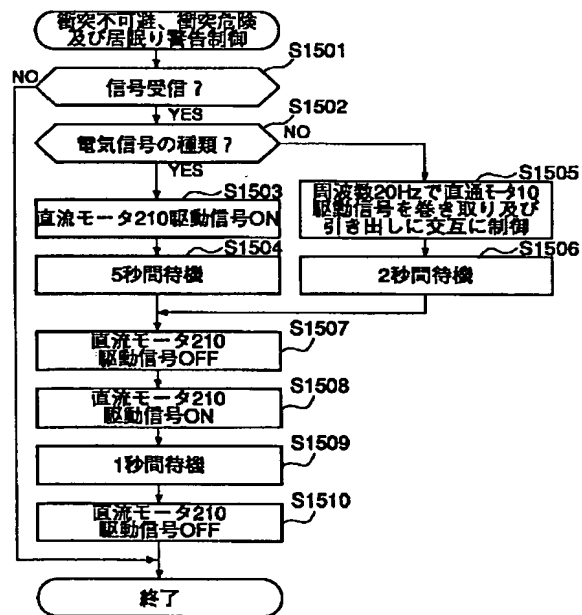 衝突不可避、衝突危険
及び居眠り警告制御
S1501
NO
信号受信?
S1502
YES
電気信号の種類?
NO
YES
S1503
直流モータ210駆動信号ON
S1504
5秒間待機
S1505
周波数20Hzで直通モータ10
駆動信号を巻き取り及び
引き出しに交互に制御
S1506
2秒間待機
S1507
直流モータ210
駆動信号OFF
S1508
直流モータ210
駆動信号ON
S1509
1秒間待機
S1510
直流モータ210
駆動信号OFF
終了